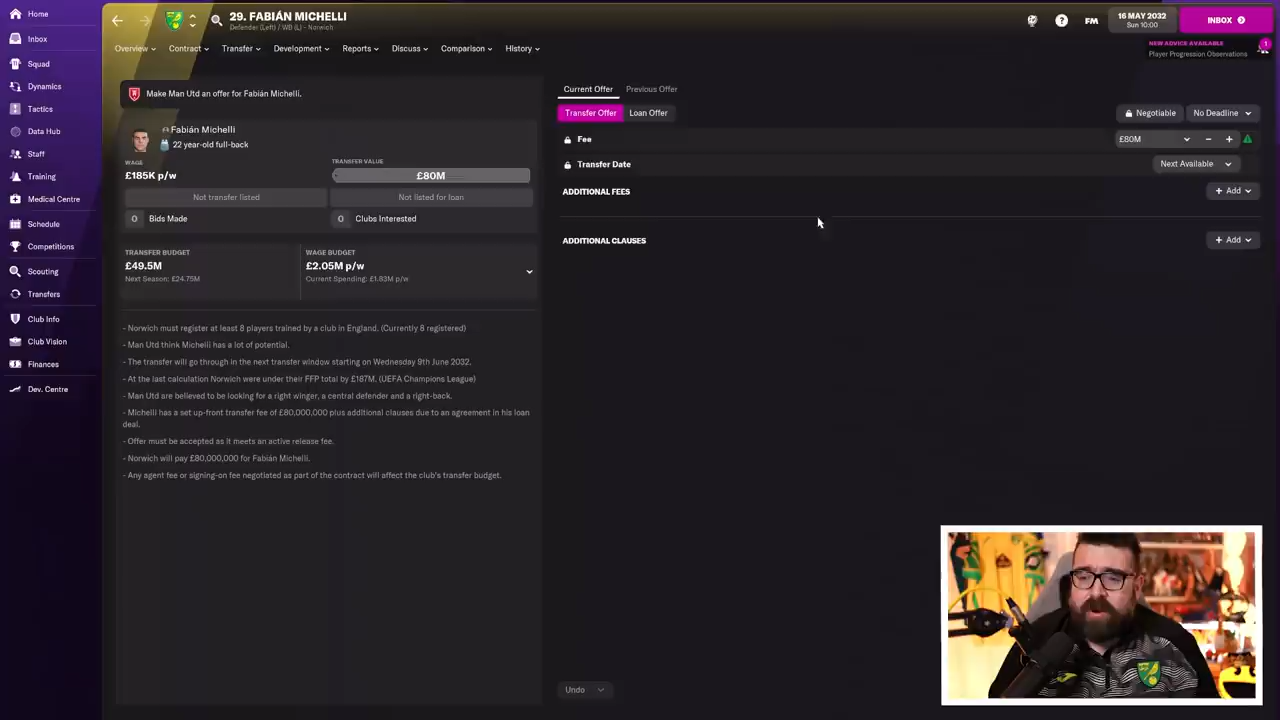 29. FABIÁN MICHELLI
Defender (Left) / WB (L) - Norwich
FM
16 MAY 2032
Sun 10:00
INBOX
Overview
Contract
Transfer
Development
Reports
Discuss
Comparison
History
NEW ADVICE AVAILABLE
Player Progression Observations
1
Home
Inbox
Squad
Dynamics
Tactics
Data Hub
Staff
Training
Medical Centre
Schedule
Competitions
Scouting
Transfers
Club Info
Club Vision
Finances
Dev. Centre
Make Man Utd an offer for Fabián Michelli.
Fabián Michelli
22 year-old full-back
WAGE
£185K p/w
TRANSFER VALUE
£80M
Not transfer listed
Not listed for loan
0 Bids Made
0 Clubs Interested
TRANSFER BUDGET
£49.5M
Next Season: £24.75M
WAGE BUDGET
£2.05M p/w
Current Spending: £1.83M p/w
- Norwich must register at least 8 players trained by a club in England. (Currently 8 registered)
- Man Utd think Michelli has a lot of potential.
- The transfer will go through in the next transfer window starting on Wednesday 9th June 2032.
- At the last calculation Norwich were under their FFP total by £187M. (UEFA Champions League)
- Man Utd are believed to be looking for a right winger, a central defender and a right-back.
- Michelli has a set up-front transfer fee of £80,000,000 plus additional clauses due to an agreement in his loan
deal.
- Offer must be accepted as it meets an active release fee.
- Norwich will pay £80,000,000 for Fabián Michelli.
- Any agent fee or signing-on fee negotiated as part of the contract will affect the club's transfer budget.
Current Offer
Previous Offer
Transfer Offer
Loan Offer
Negotiable
No Deadline
Fee
£80M
Transfer Date
Next Available
ADDITIONAL FEES
+ Add
ADDITIONAL CLAUSES
+ Add
Undo